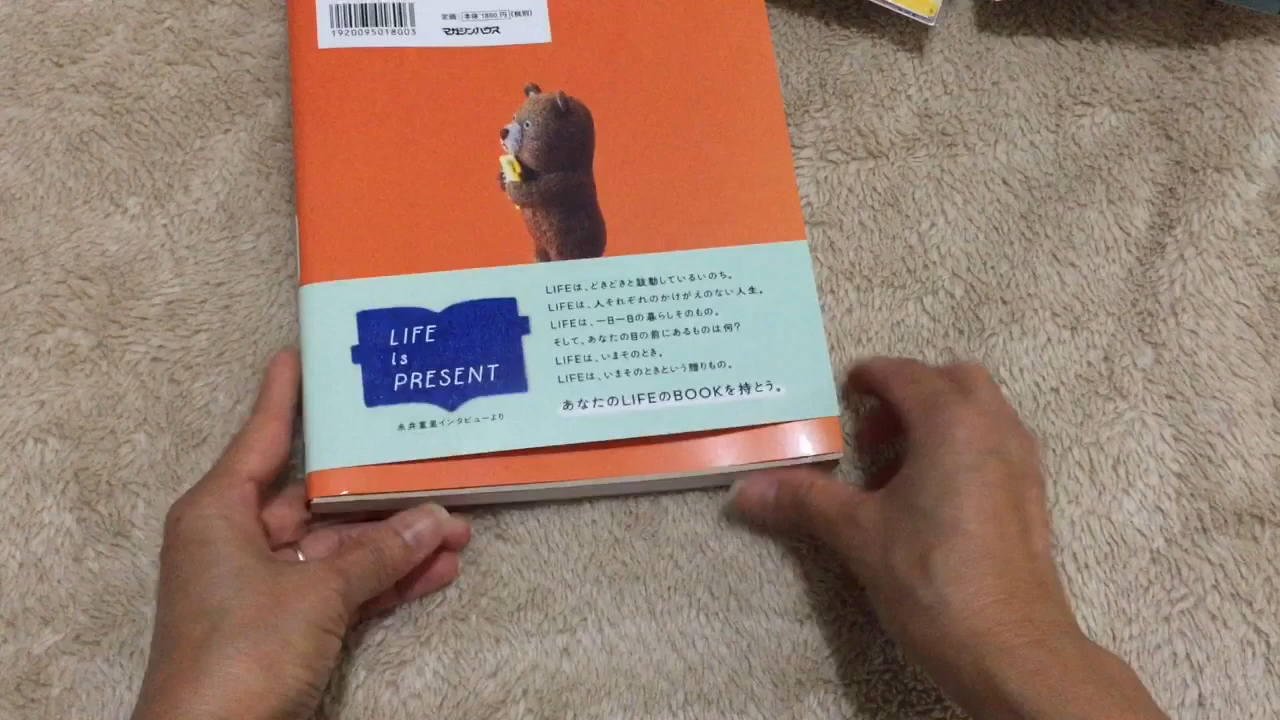 1920095018003
定価:本体1880円(税別)
マガジンハウス
LIFE
is
PRESENT
糸井重里インタビューより
LIFEは、どきどきと鼓動しているいのち。
LIFEは、人それぞれのかけがえのない人生。
LIFEは、一日一日の暮らしそのもの。
そして、あなたの目の前にあるものは何?
LIFEは、いまそのとき。
LIFEは、いまそのときという贈りもの。
あなたのLIFEのBOOKを持とう。